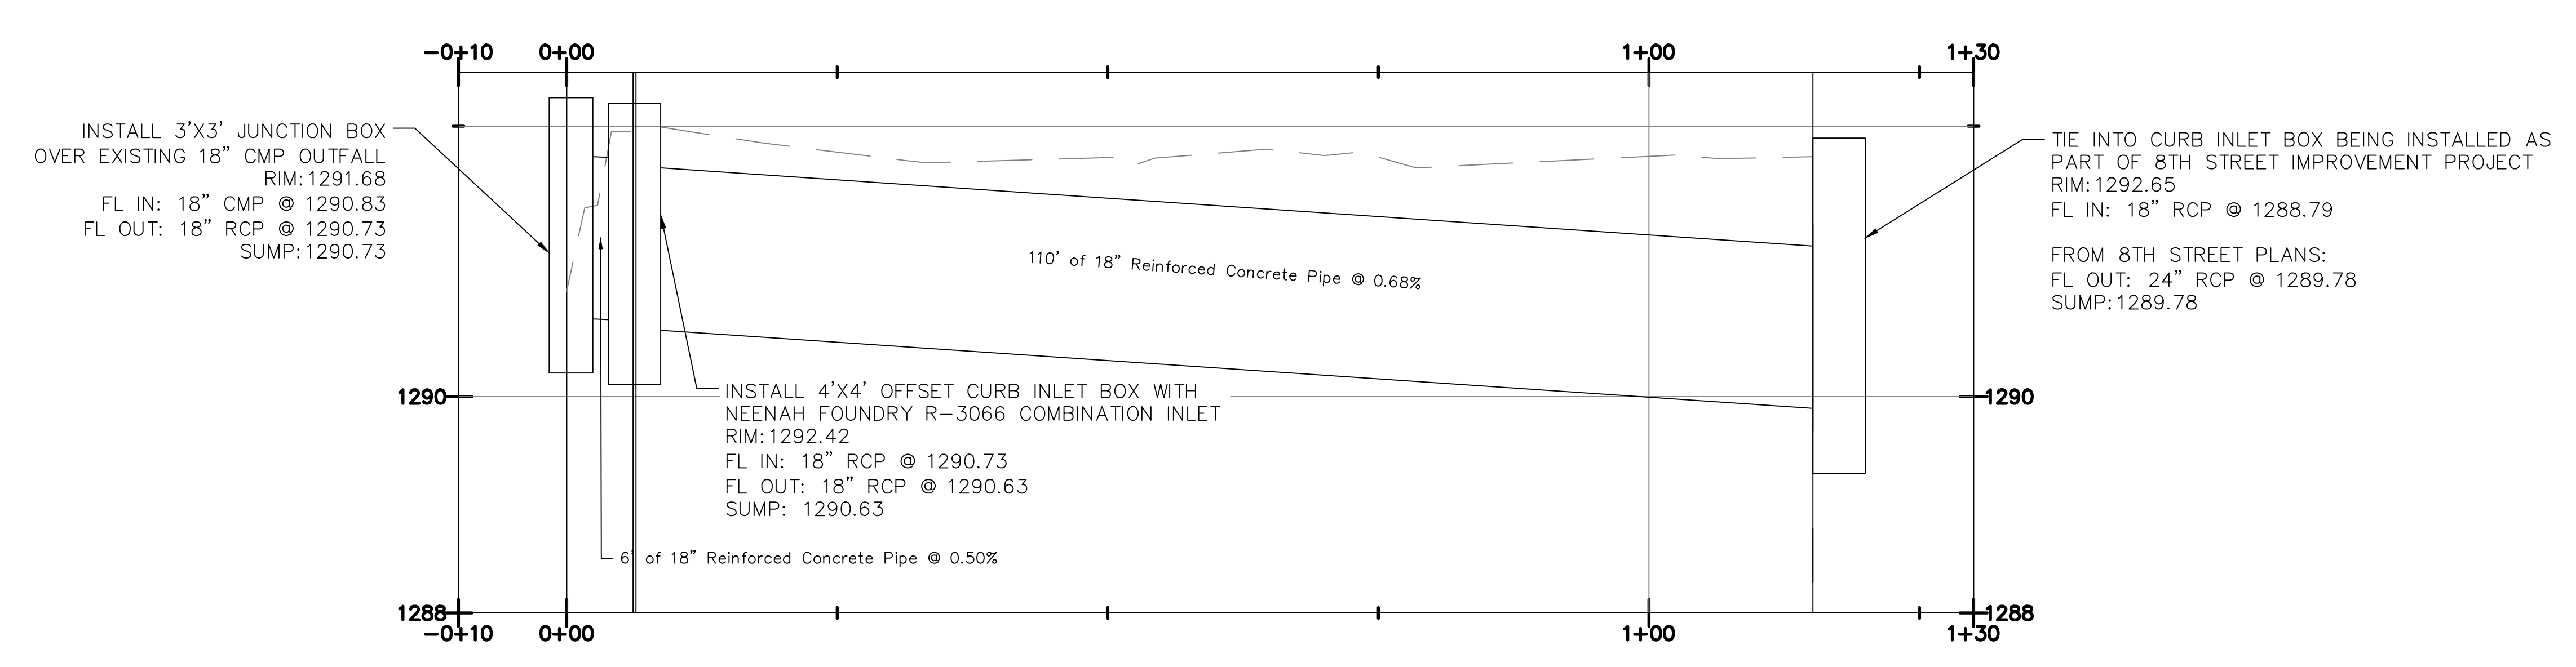 -0+10 0+00 1+00 1+30
INSTALL 3'X3' JUNCTION BOX
OVER EXISTING 18" CMP OUTFALL
RIM:1291.68
FL IN: 18" CMP @ 1290.83
FL OUT: 18" RCP @ 1290.73
SUMP:1290.73
TIE INTO CURB INLET BOX BEING INSTALLED AS
PART OF 8TH STREET IMPROVEMENT PROJECT
RIM:1292.65
FL IN: 18" RCP @ 1288.79
FROM 8TH STREET PLANS:
FL OUT: 24" RCP @ 1289.78
SUMP:1289.78
110' of 18" Reinforced Concrete Pipe @ 0.68%
1290 1290
INSTALL 4'X4' OFFSET CURB INLET BOX WITH
NEENAH FOUNDRY R-3066 COMBINATION INLET
RIM:1292.42
FL IN: 18" RCP @ 1290.73
FL OUT: 18" RCP @ 1290.63
SUMP: 1290.63
6' of 18" Reinforced Concrete Pipe @ 0.50%
1288 1288
-0+10 0+00 1+00 1+30